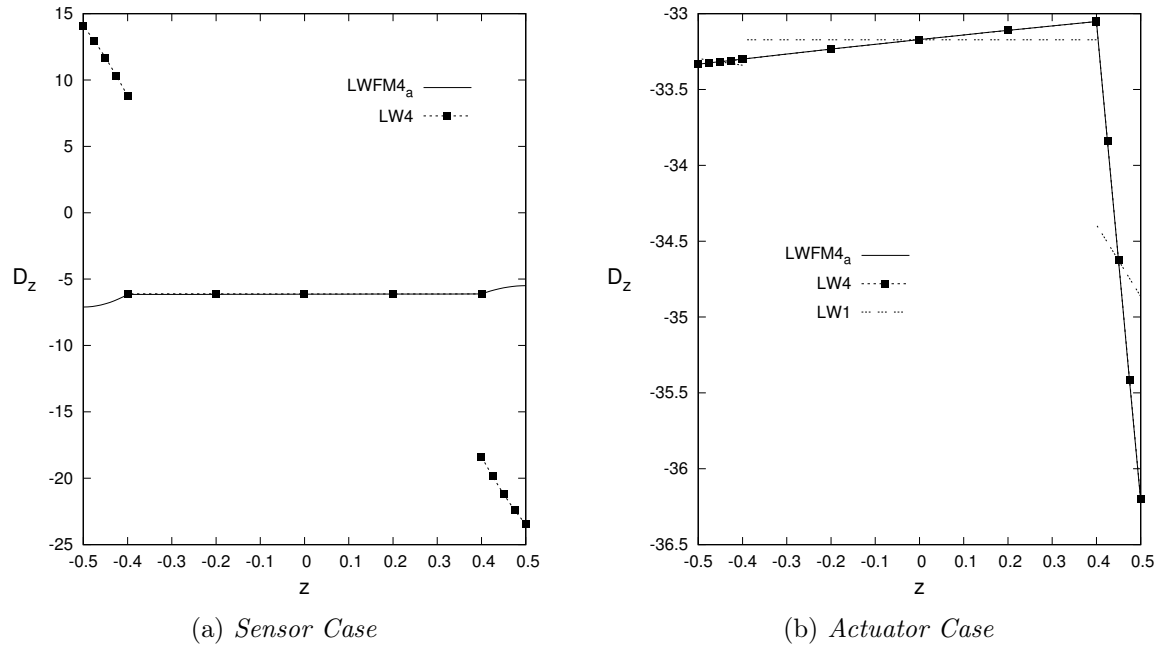 15
10
5
0
-5
-10
-15
-20
-25
D_z
LWFM4_a
LW4
-0.5 -0.4 -0.3 -0.2 -0.1 0 0.1 0.2 0.3 0.4 0.5
z
(a) Sensor Case
-33
-33.5
-34
-34.5
-35
-35.5
-36
-36.5
D_z
LWFM4_a
LW4
LW1
-0.5 -0.4 -0.3 -0.2 -0.1 0 0.1 0.2 0.3 0.4 0.5
z
(b) Actuator Case